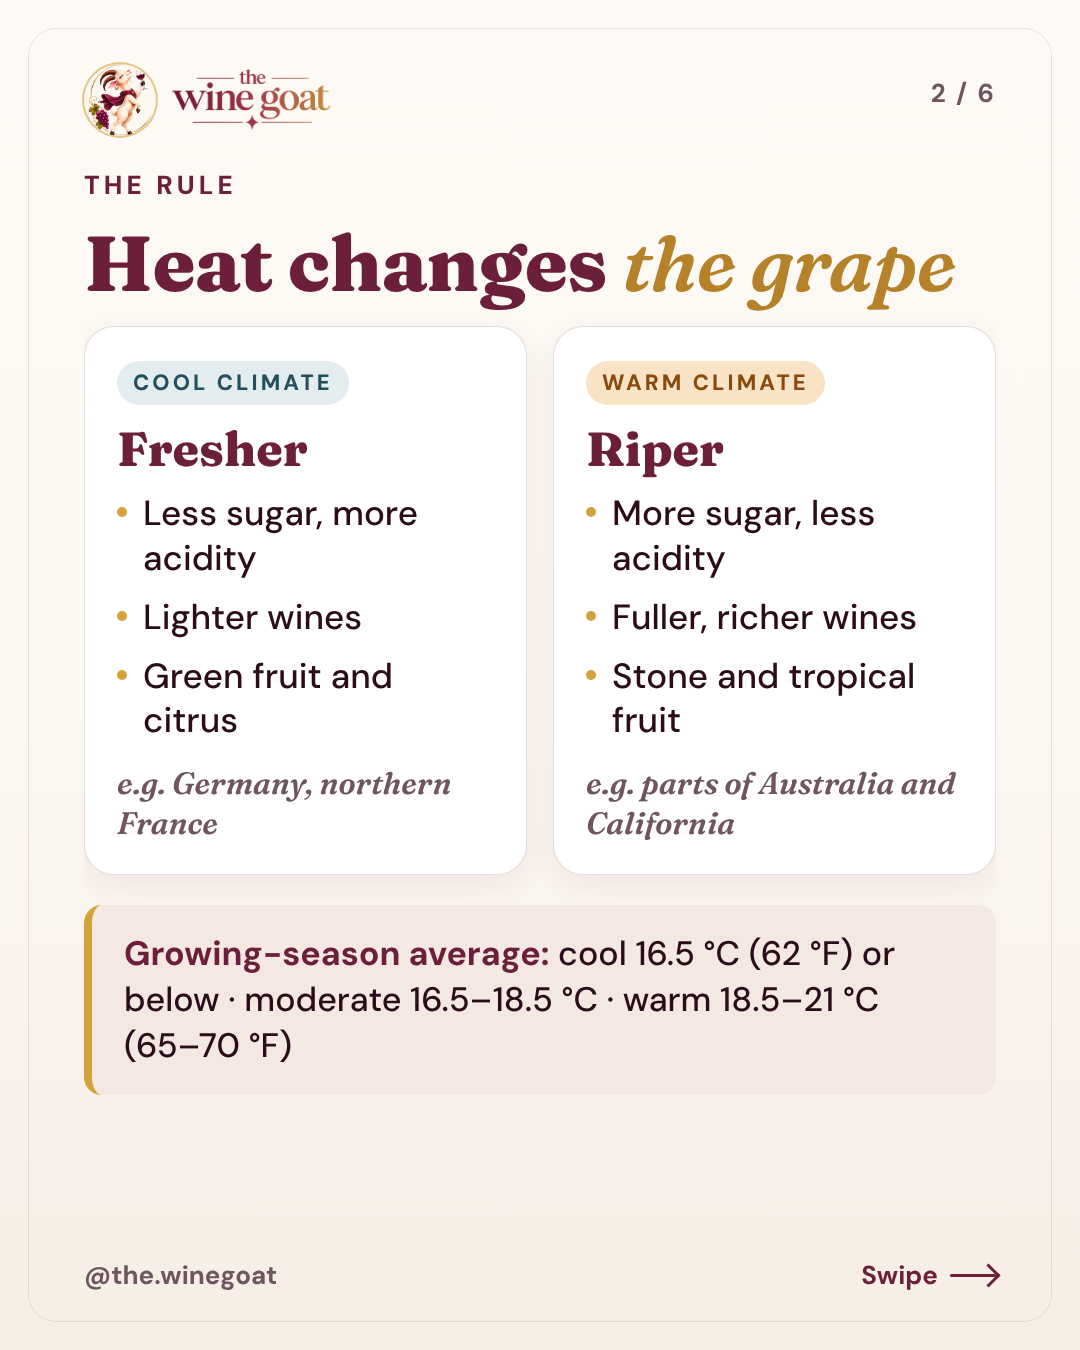 the
wine goat
2 / 6
THE RULE
Heat changes the grape
COOL CLIMATE
Fresher
• Less sugar, more
acidity
• Lighter wines
• Green fruit and
citrus
e.g. Germany, northern
France
WARM CLIMATE
Riper
• More sugar, less
acidity
• Fuller, richer wines
• Stone and tropical
fruit
e.g. parts of Australia and
California
Growing-season average: cool 16.5 °C (62 °F) or
below · moderate 16.5–18.5 °C · warm 18.5–21 °C
(65–70 °F)
@the.winegoat
Swipe →